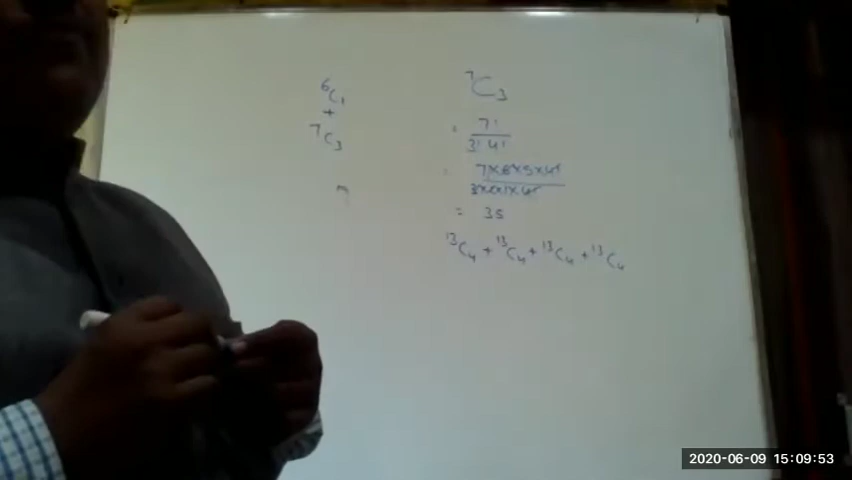 ⁶C₁
+
⁷C₃
⁷C₃
= 7!
3! 4!
= 7×6×5×4!
3×2×1×4!
= 35
¹³C₄ + ¹³C₄ + ¹³C₄ + ¹³C₄
2020-06-09 15:09:53